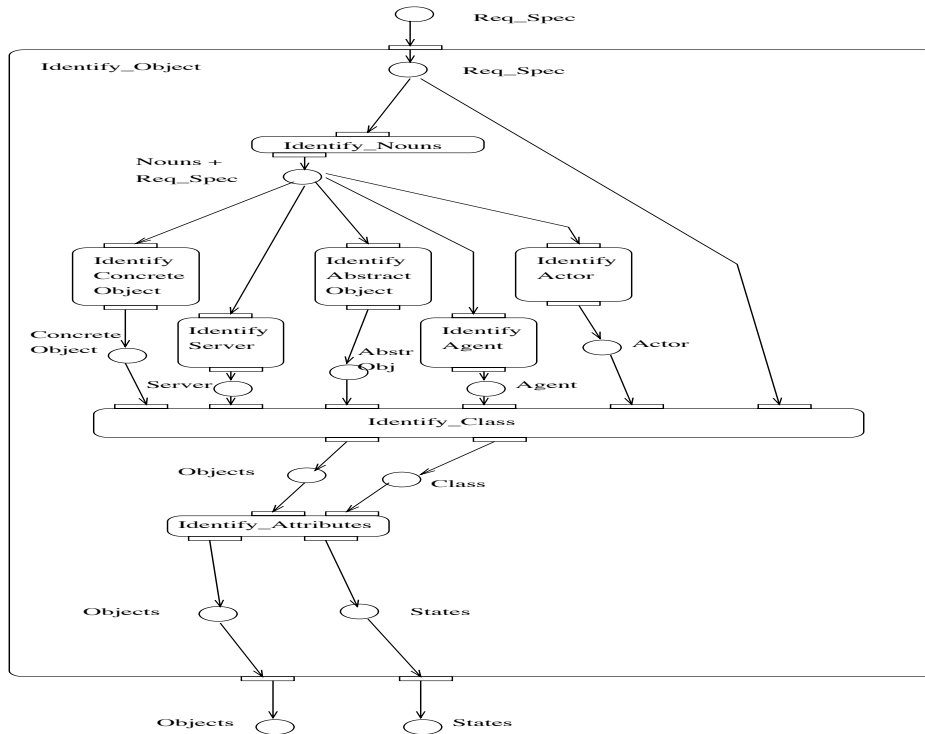 Req_Spec
Identify_Object
Req_Spec
Identify_Nouns
Nouns +
Req_Spec
Identify
Concrete
Object
Identify
Abstract
Object
Identify
Actor
Identify
Server
Identify
Agent
Concrete
Object
Abstr
Obj
Actor
Server
Agent
Identify_Class
Objects
Class
Identify_Attributes
Objects
States
Objects
States